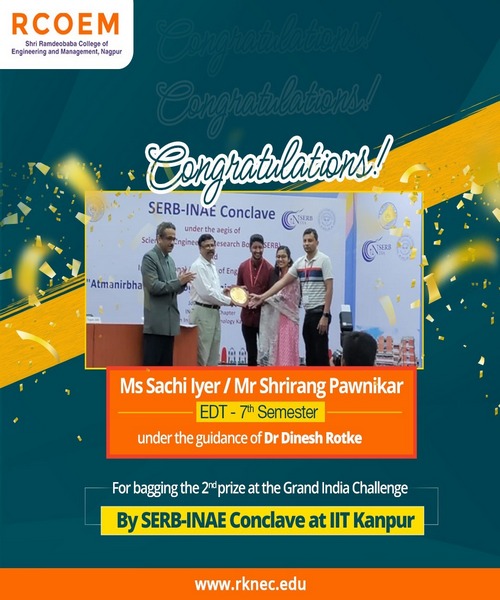 RCOEM
Shri Ramdeobaba College of
Engineering and Management, Nagpur
Congratulations!
Congratulations!
Congratulations!
SERB-INAE Conclave
under the aegis of
SERB
"Atmanirbha
Ms Sachi Iyer / Mr Shrirang Pawnikar
EDT - 7th Semester
under the guidance of Dr Dinesh Rotke
For bagging the 2nd prize at the Grand India Challenge
By SERB-INAE Conclave at IIT Kanpur
www.rknec.edu